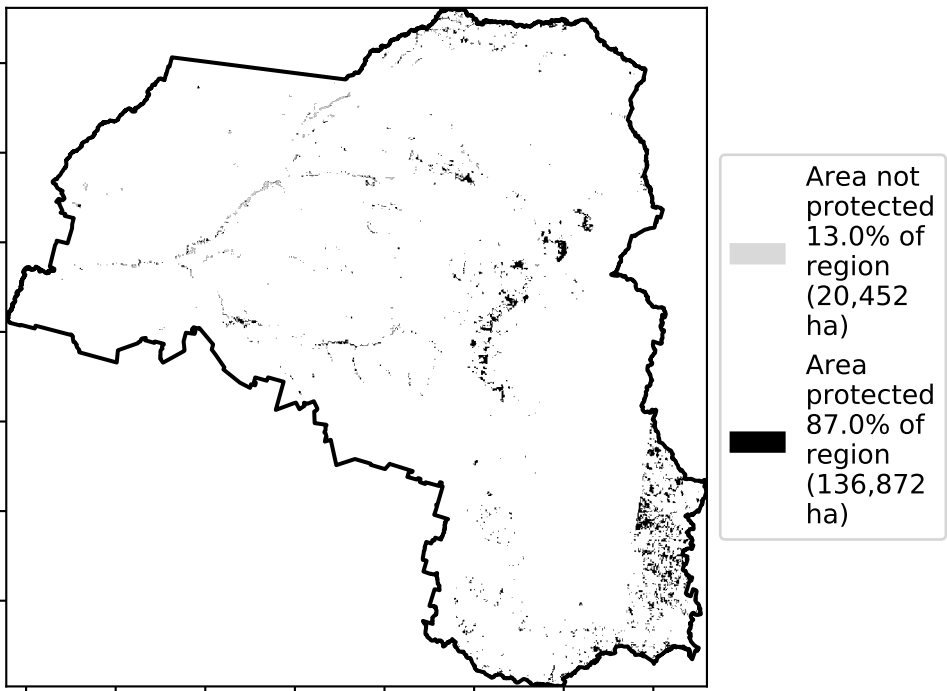 Area not
protected
13.0% of
region
(20,452
ha)
Area
protected
87.0% of
region
(136,872
ha)